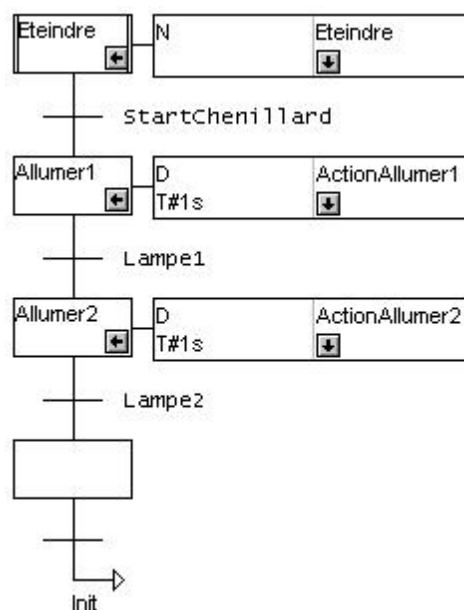 Eteindre
N
Eteindre
StartChenillard
Allumer1
D
ActionAllumer1
T#1s
Lampe1
Allumer2
D
ActionAllumer2
T#1s
Lampe2
Init